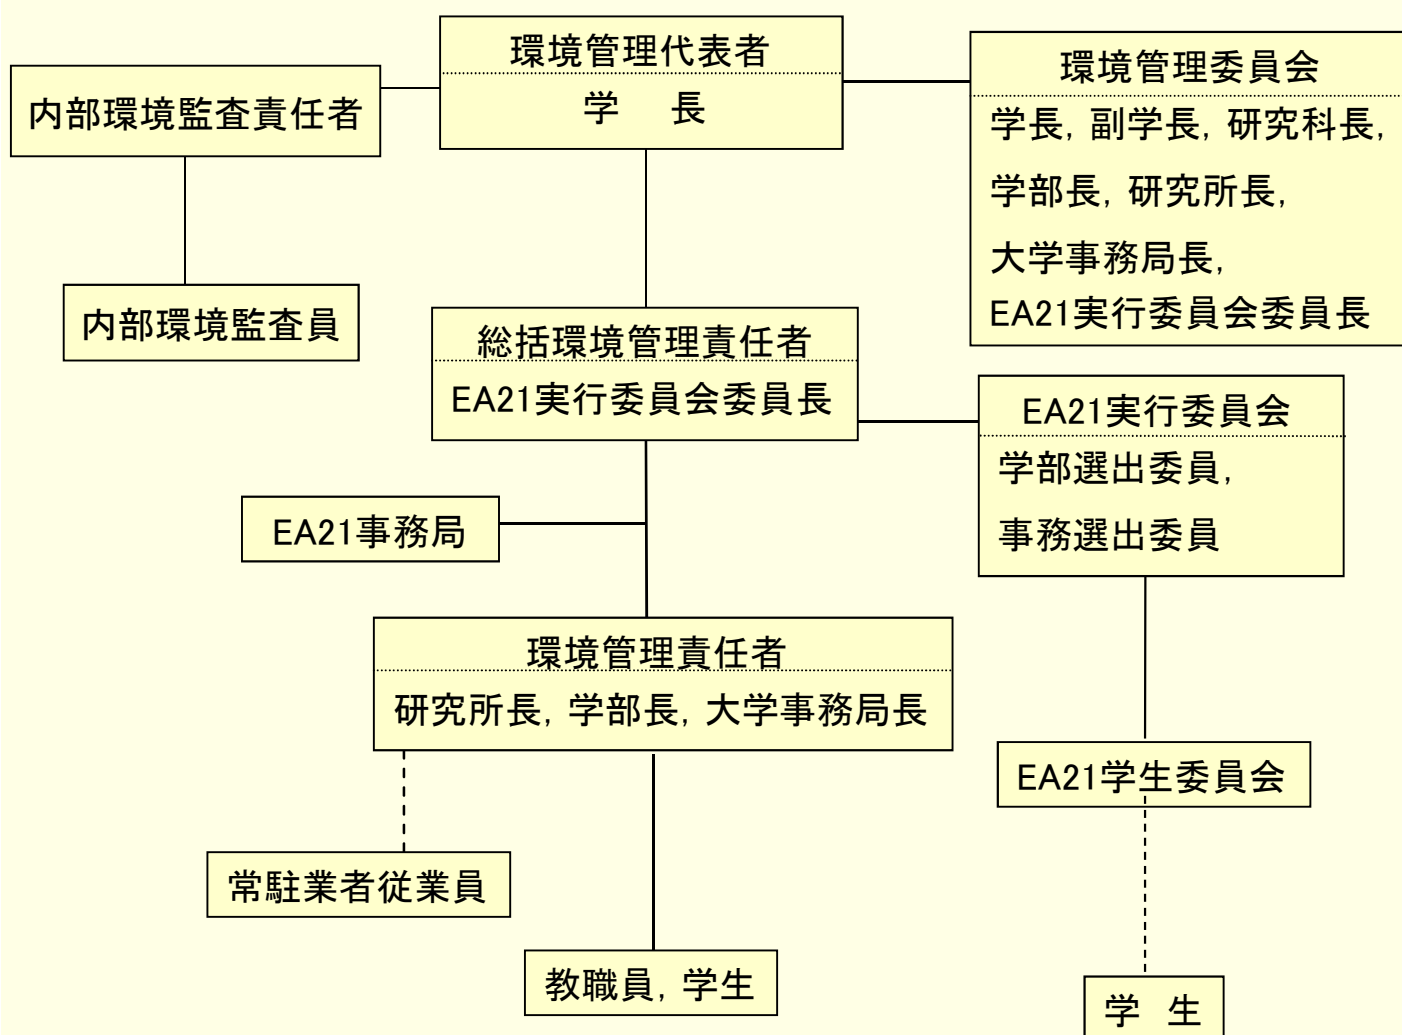 環境管理代表者
学 長
内部環境監査責任者
内部環境監査員
環境管理委員会
学長, 副学長, 研究科長,
学部長, 研究所長,
大学事務局長,
EA21実行委員会委員長
総括環境管理責任者
EA21実行委員会委員長
EA21実行委員会
学部選出委員,
事務選出委員
EA21事務局
環境管理責任者
研究所長, 学部長, 大学事務局長
EA21学生委員会
常駐業者従業員
教職員, 学生
学 生